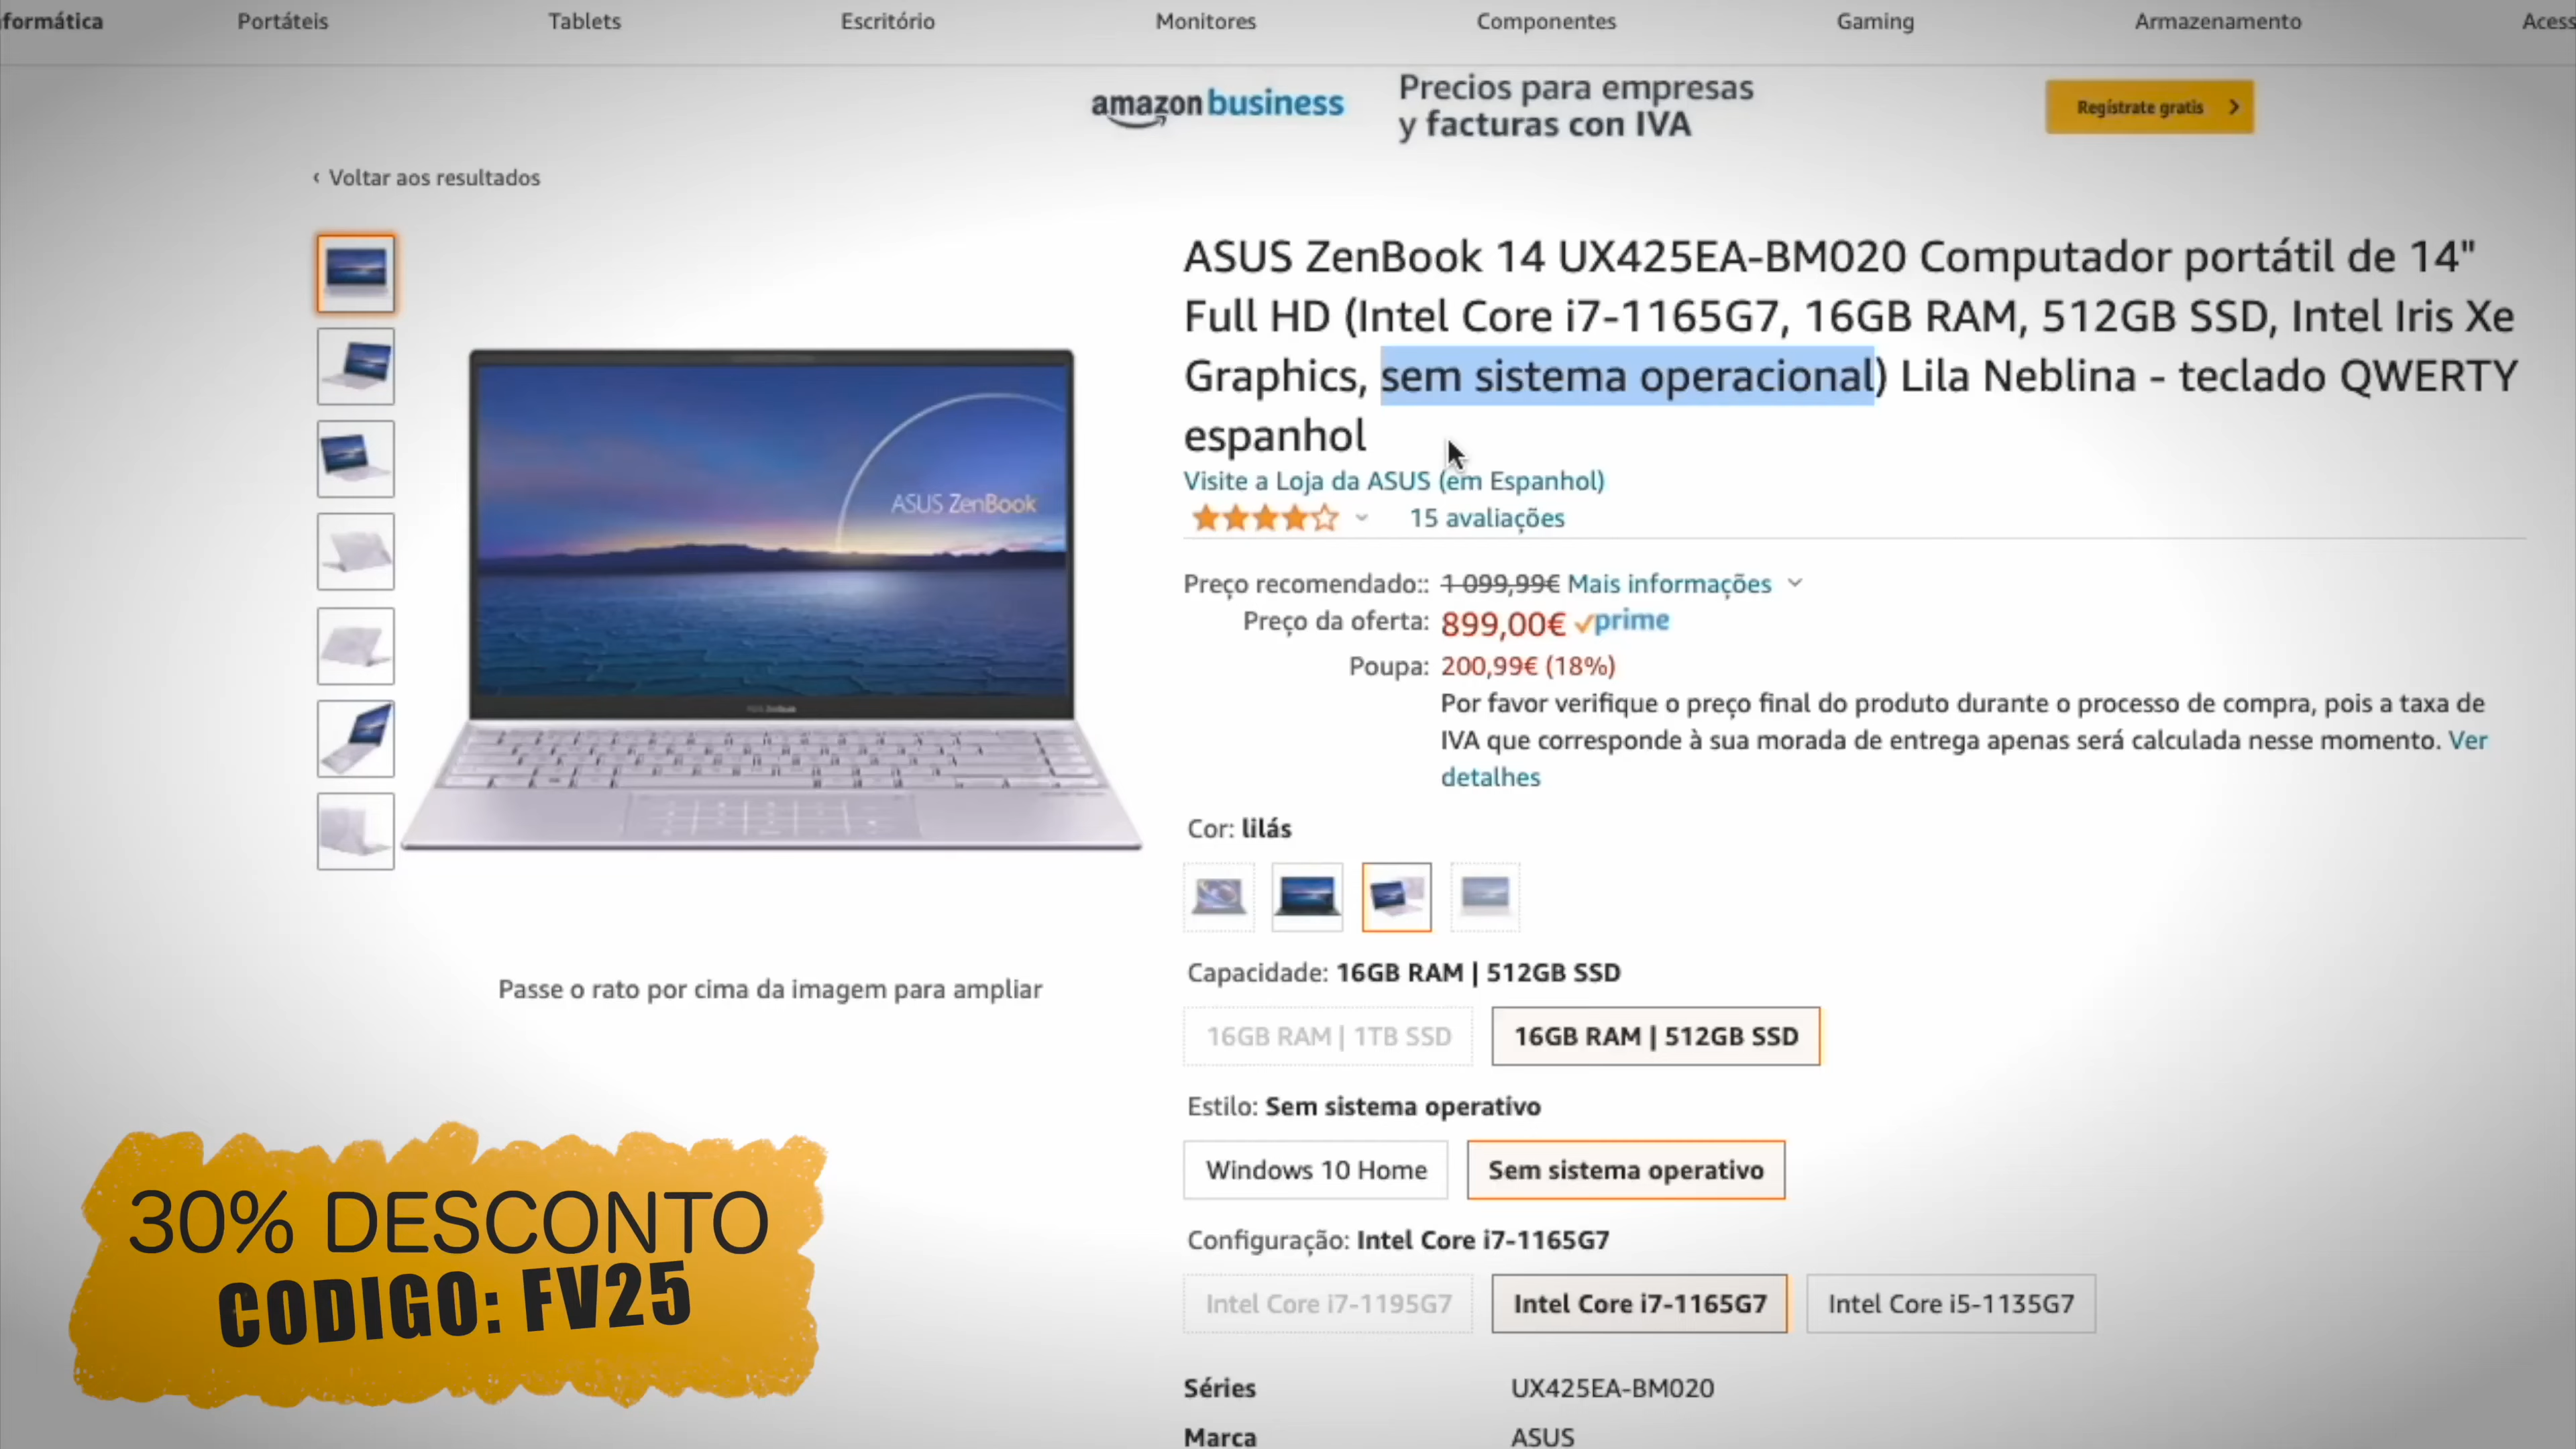 Portáteis
Tablets
Escritório
Monitores
Componentes
Gaming
Armazenamento
amazon business
Precios para empresas
y facturas con IVA
Regístrate gratis
‹ Voltar aos resultados
ASUS ZenBook 14 UX425EA-BM020 Computador portátil de 14"
Full HD (Intel Core i7-1165G7, 16GB RAM, 512GB SSD, Intel Iris Xe
Graphics, sem sistema operacional) Lila Neblina - teclado QWERTY
espanhol
Visite a Loja da ASUS (em Espanhol)
15 avaliações
ASUS ZenBook
Preço recomendado:: 1 099,99€ Mais informações
Preço da oferta: 899,00€ prime
Poupa: 200,99€ (18%)
Por favor verifique o preço final do produto durante o processo de compra, pois a taxa de
IVA que corresponde à sua morada de entrega apenas será calculada nesse momento. Ver
detalhes
Cor: lilás
Passe o rato por cima da imagem para ampliar
Capacidade: 16GB RAM | 512GB SSD
16GB RAM | 1TB SSD
16GB RAM | 512GB SSD
Estilo: Sem sistema operativo
Windows 10 Home
Sem sistema operativo
Configuração: Intel Core i7-1165G7
Intel Core i7-1195G7
Intel Core i7-1165G7
Intel Core i5-1135G7
Séries UX425EA-BM020
Marca ASUS
30% DESCONTO
CODIGO: FV25